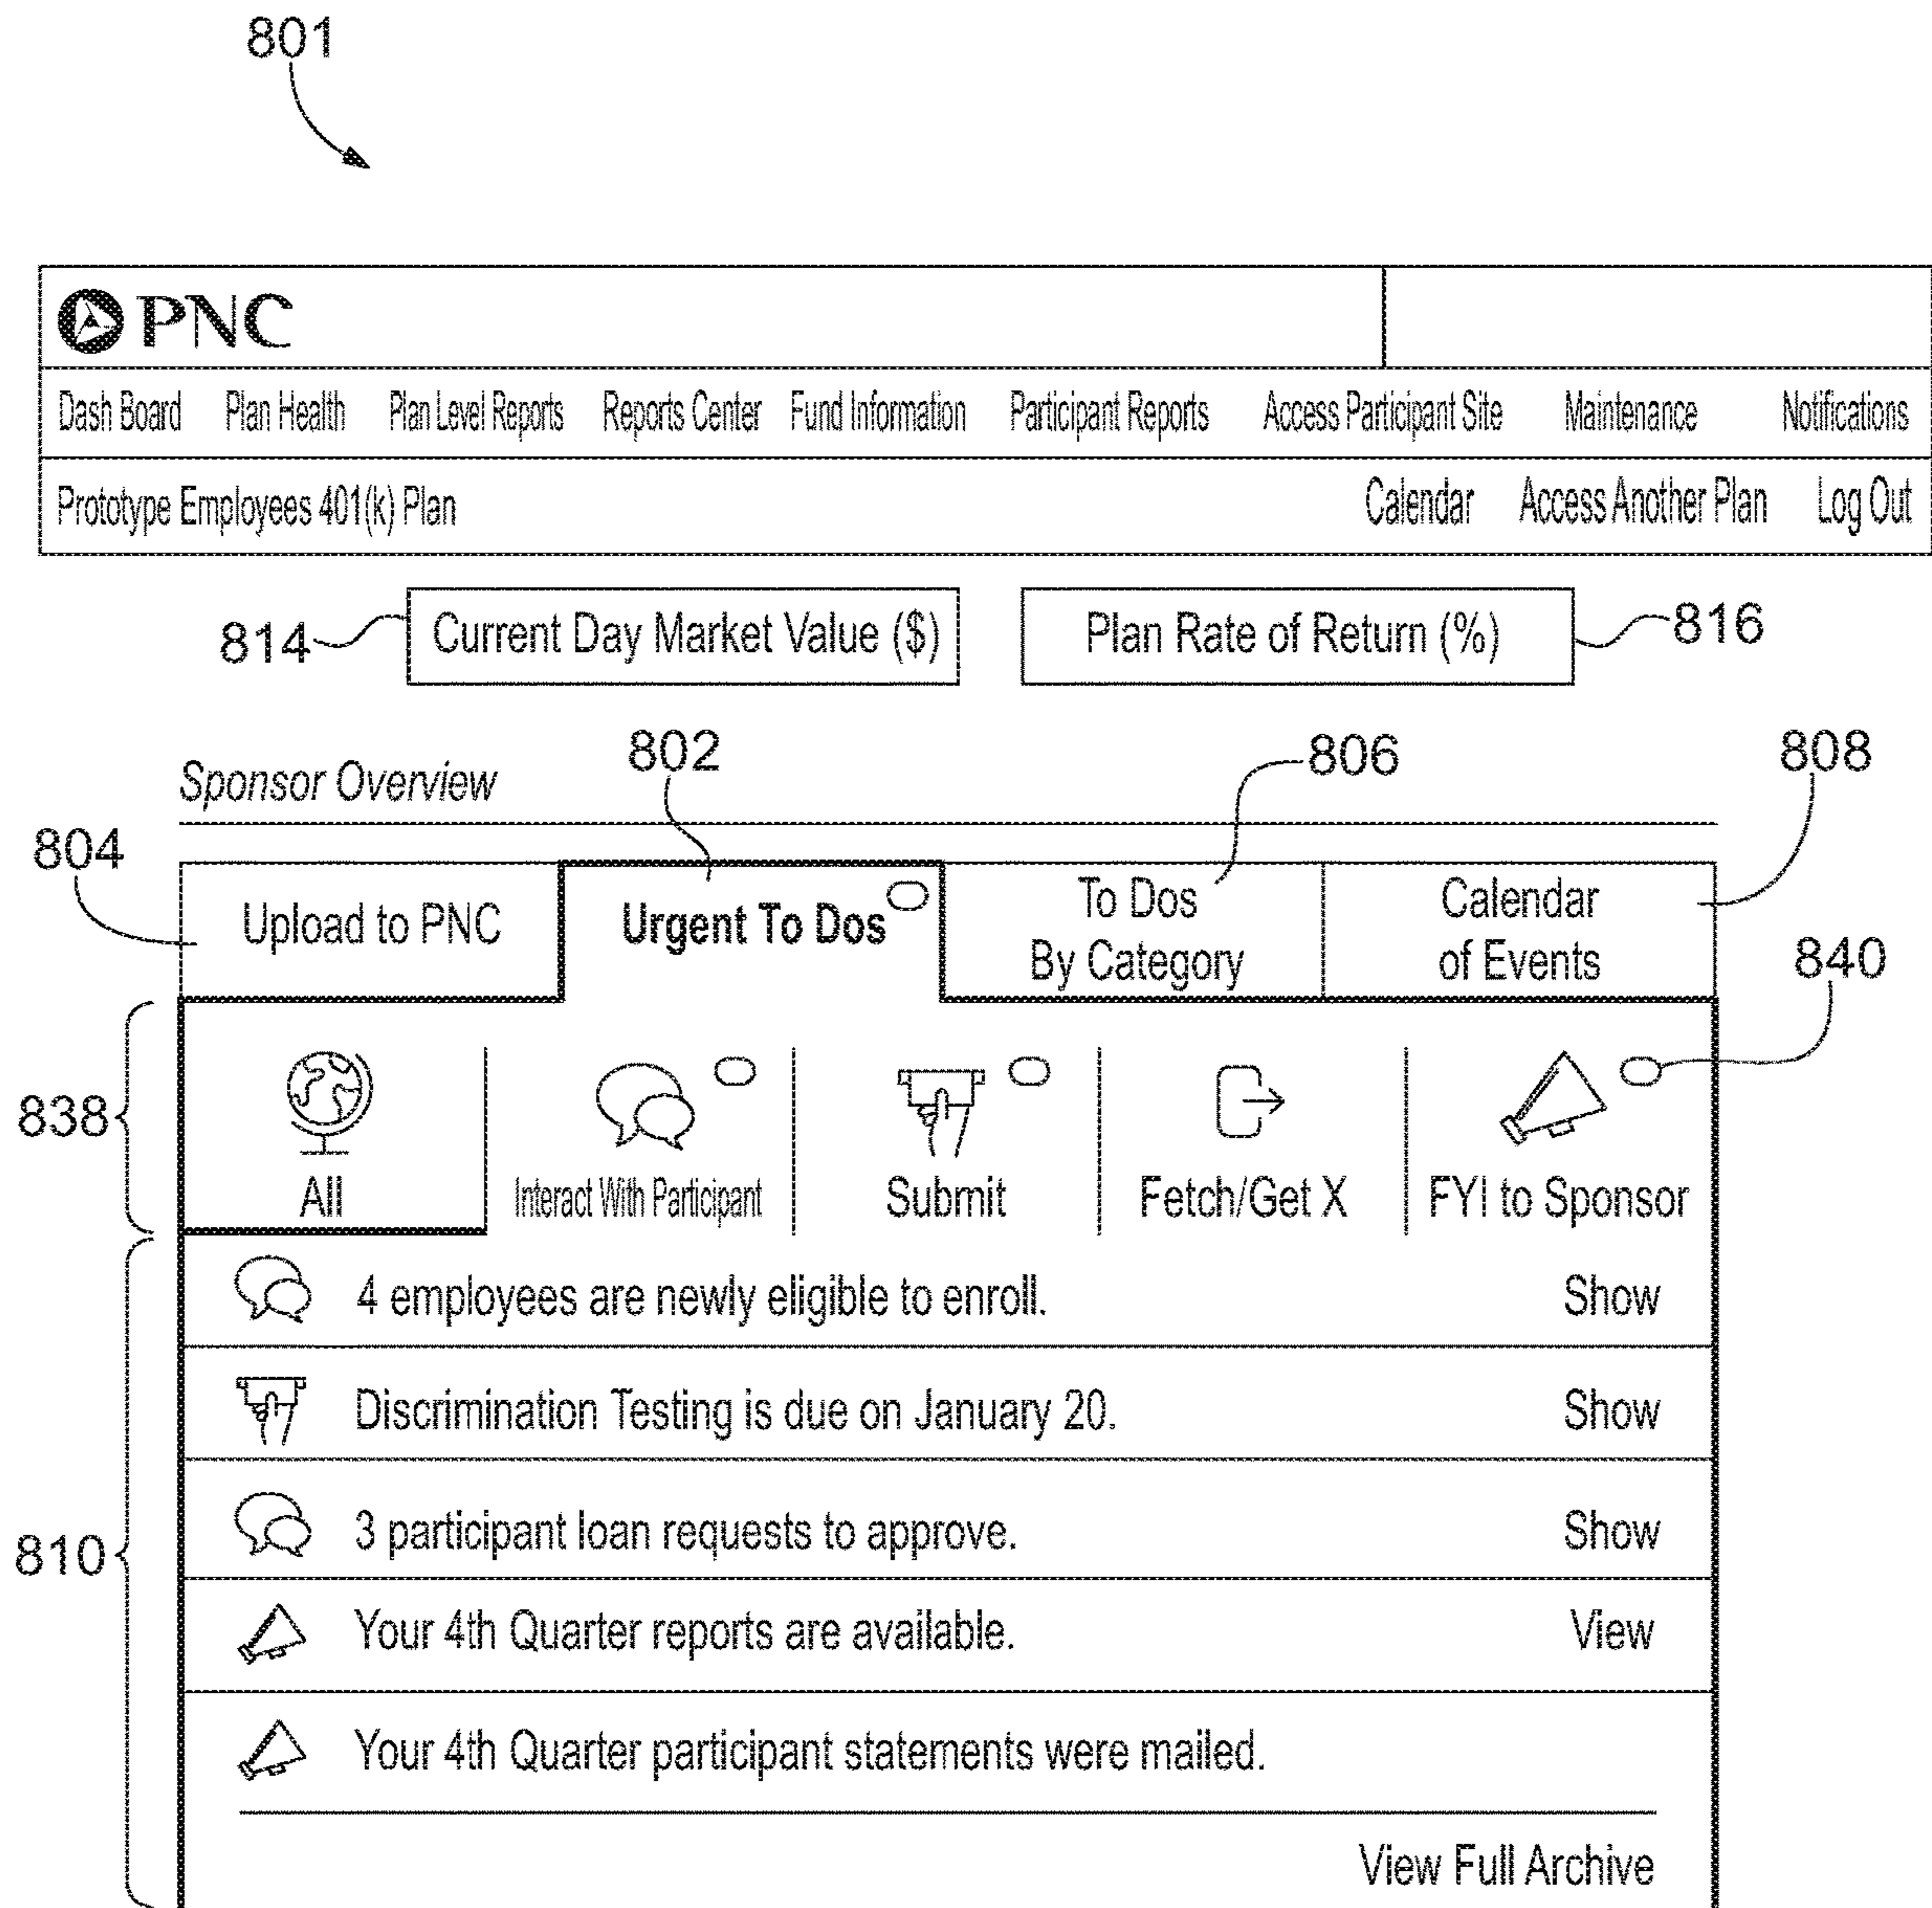 801
PNC
Dash Board Plan Health Plan Level Reports Reports Center Fund Information Participant Reports Access Participant Site Maintenance Notifications
Prototype Employees 401(k) Plan Calendar Access Another Plan Log Out
814 Current Day Market Value ($) Plan Rate of Return (%) 816
Sponsor Overview 802 806 808
804
Upload to PNC Urgent To Dos To Dos Calendar
By Category of Events
840
838
All Interact With Participant Submit Fetch/Get X FYI to Sponsor
4 employees are newly eligible to enroll. Show
Discrimination Testing is due on January 20. Show
810 3 participant loan requests to approve. Show
Your 4th Quarter reports are available. View
Your 4th Quarter participant statements were mailed.
View Full Archive